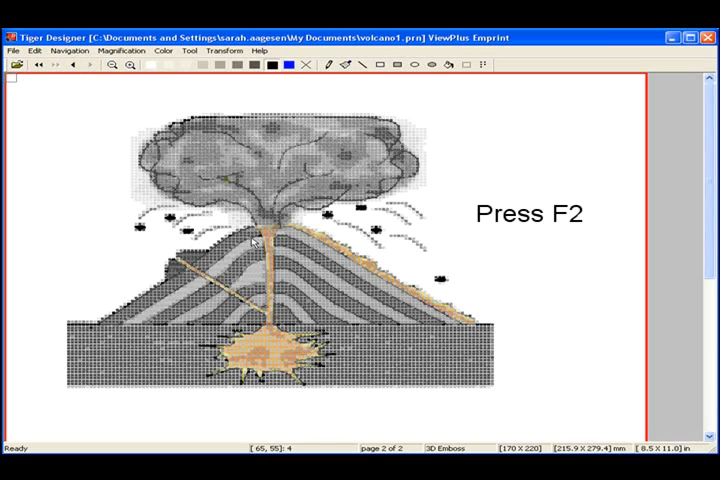 Tiger Designer [C:\Documents and Settings\sarah.aagesen\My Documents\volcano1.prn] ViewPlus Emprint
File Edit Navigation Magnification Color Tool Transform Help
Press F2
Ready [ 65, 55]: 4 page 2 of 2 3D Emboss [170 X 220] [215.9 X 279.4] mm [ 8.5 X 11.0] in